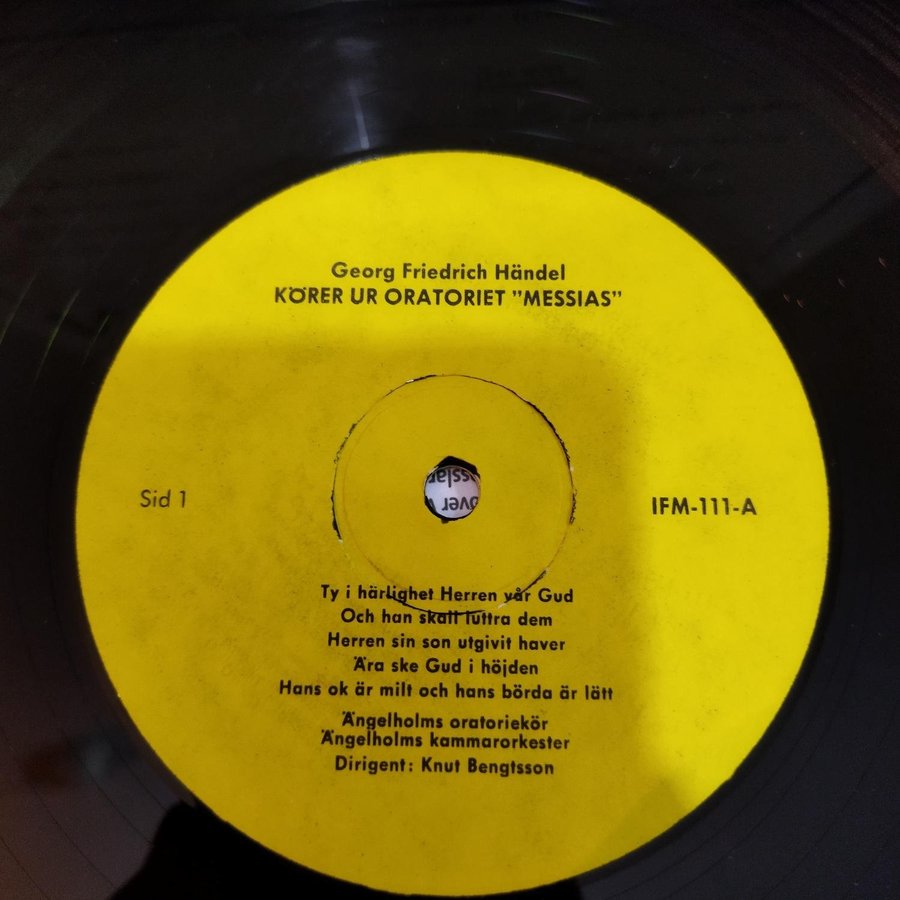 Georg Friedrich Händel
KÖRER UR ORATORIET "MESSIAS"
Sid 1
IFM-111-A
Ty i härlighet Herren vår Gud
Och han skall luttra dem
Herren sin son utgivit haver
Ära ske Gud i höjden
Hans ok är milt och hans börda är lätt
Ängelholms oratoriekör
Ängelholms kammarorkester
Dirigent: Knut Bengtsson